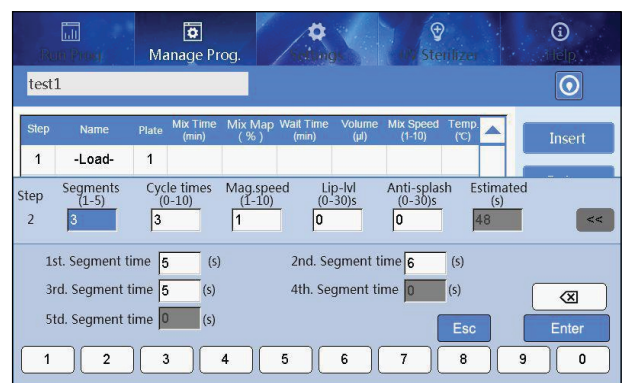 Manage Prog.
Help
test1
Step Name Plate Mix Time (min) Mix Map (%) Wait Time (min) Volume (μl) Mix Speed (1-10) Temp. (℃)
Insert
1 -Load- 1
Step Segments (1-5) Cycle times (0-10) Mag.speed (1-10) Lip-lvl (0-30)s Anti-splash (0-30)s Estimated (s)
2 3 3 1 0 0 48 <<
1st. Segment time 5 (s) 2nd. Segment time 6 (s)
3rd. Segment time 5 (s) 4th. Segment time 0 (s)
5td. Segment time 0 (s)
Esc Enter
1 2 3 4 5 6 7 8 9 0